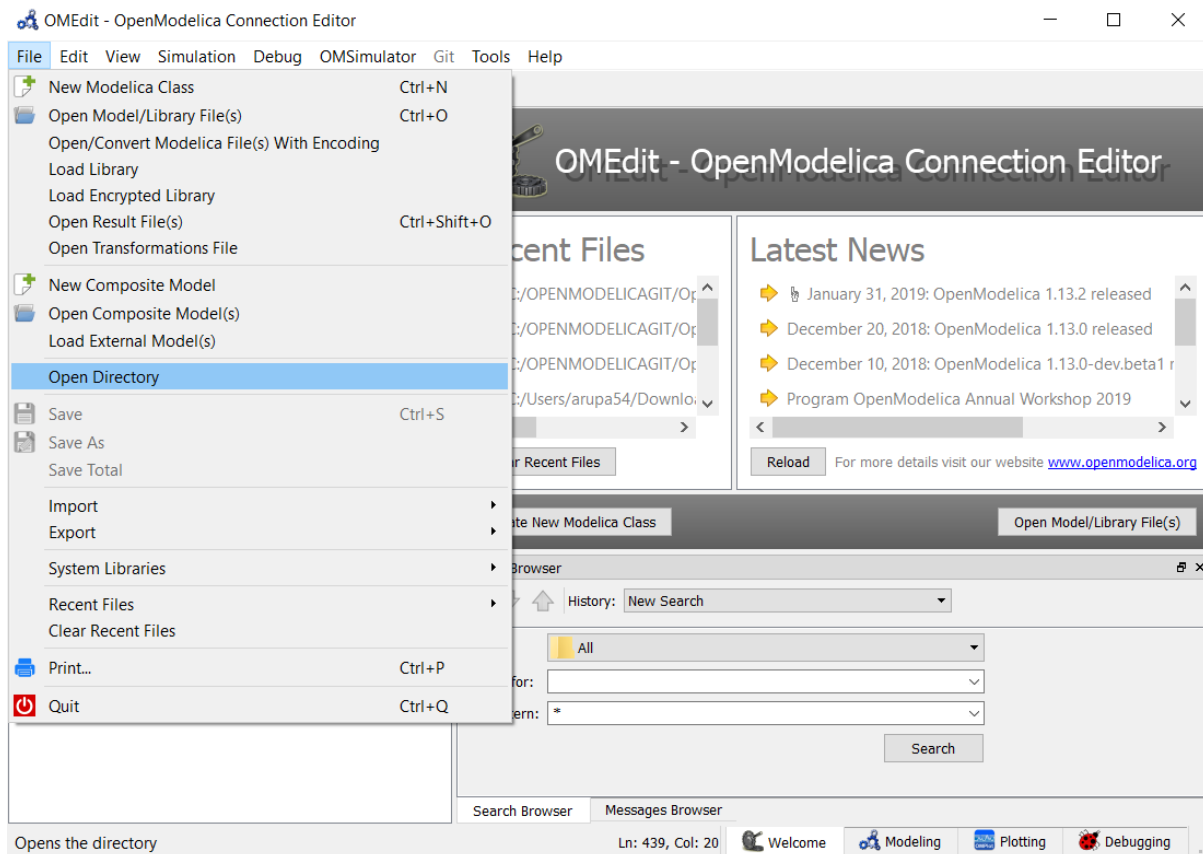 OMEdit - OpenModelica Connection Editor
File Edit View Simulation Debug OMSimulator Git Tools Help
New Modelica Class Ctrl+N
Open Model/Library File(s) Ctrl+O
Open/Convert Modelica File(s) With Encoding
Load Library
Load Encrypted Library
Open Result File(s) Ctrl+Shift+O
Open Transformations File
New Composite Model
Open Composite Model(s)
Load External Model(s)
Open Directory
Save Ctrl+S
Save As
Save Total
Import
Export
System Libraries
Recent Files
Clear Recent Files
Print... Ctrl+P
Quit Ctrl+Q
OMEdit - OpenModelica Connection Editor
cent Files
:/OPENMODELICAGIT/Op
:/OPENMODELICAGIT/Op
:/OPENMODELICAGIT/Op
:/Users/arupa54/Downlo
r Recent Files
Latest News
January 31, 2019: OpenModelica 1.13.2 released
December 20, 2018: OpenModelica 1.13.0 released
December 10, 2018: OpenModelica 1.13.0-dev.beta1 r
Program OpenModelica Annual Workshop 2019
Reload For more details visit our website www.openmodelica.org
ate New Modelica Class Open Model/Library File(s)
Browser
History: New Search
All
for:
ern: *
Search
Search Browser Messages Browser
Opens the directory Ln: 439, Col: 20 Welcome Modeling Plotting Debugging